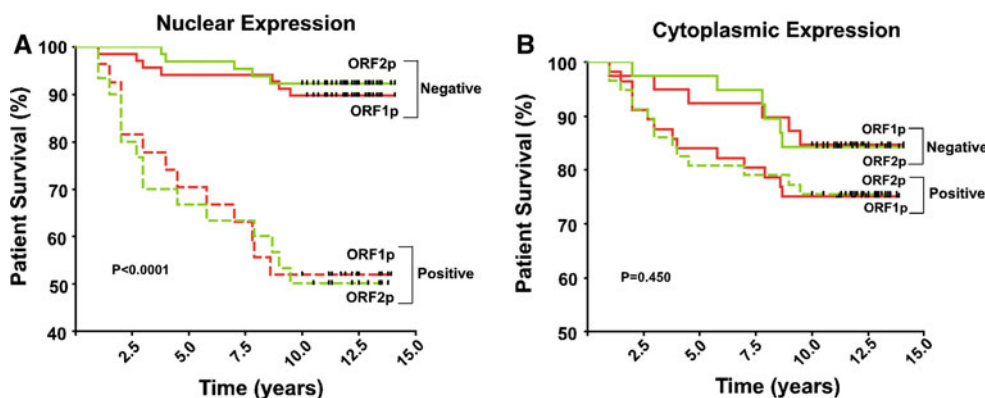 A
Nuclear Expression
Patient Survival (%)
100
90
80
70
60
50
40
ORF2p
ORF1p
Negative
ORF1p
ORF2p
Positive
P<0.0001
2.5
5.0
7.5
10.0
12.5
15.0
Time (years)
B
Cytoplasmic Expression
Patient Survival (%)
100
90
80
70
60
50
ORF1p
ORF2p
Negative
ORF2p
ORF1p
Positive
P=0.450
2.5
5.0
7.5
10.0
12.5
15.0
Time (years)